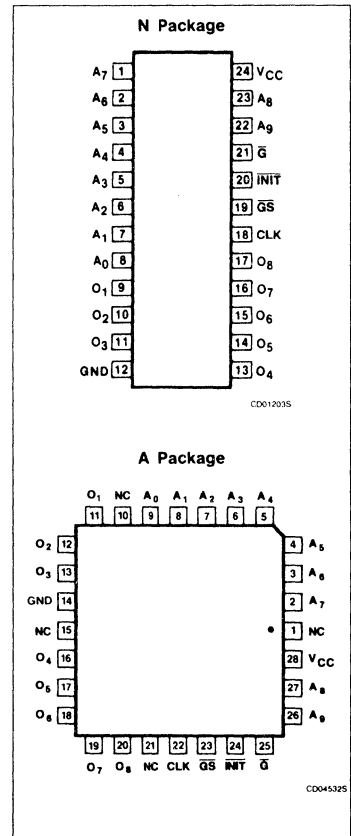 N Package
A7 1 24 VCC
A6 2 23 A8
A5 3 22 A9
A4 4 21 G̅
A3 5 20 I̅N̅I̅T̅
A2 6 19 G̅S̅
A1 7 18 CLK
A0 8 17 O8
O1 9 16 O7
O2 10 15 O6
O3 11 14 O5
GND 12 13 O4
CD01203S
A Package
O1 NC A0 A1 A2 A3 A4
11 10 9 8 7 6 5
O2 12 4 A5
O3 13 3 A6
GND 14 2 A7
NC 15 1 NC
O4 16 28 VCC
O5 17 27 A8
O6 18 26 A9
19 20 21 22 23 24 25
O7 O8 NC CLK G̅S̅ I̅N̅I̅T̅ G̅
CD04532S